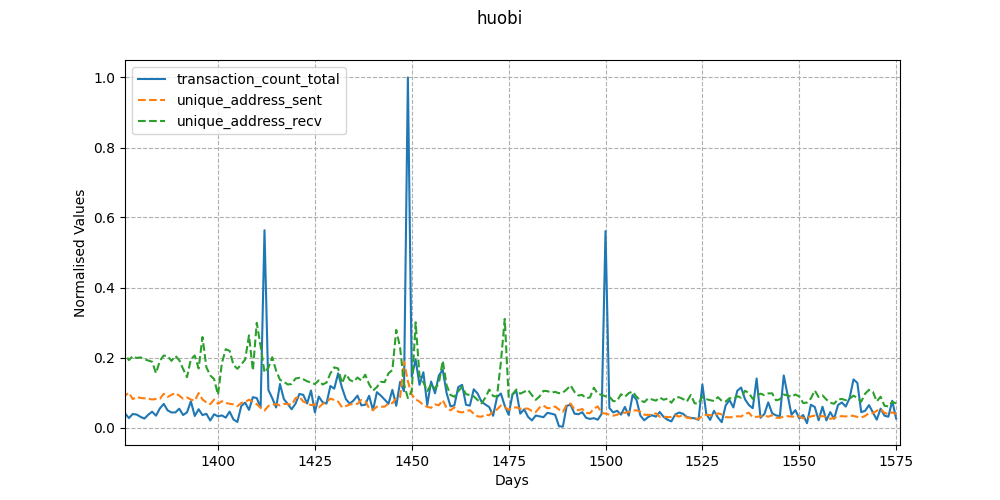 huobi
transaction_count_total
unique_address_sent
unique_address_recv
Normalised Values
1.0
0.8
0.6
0.4
0.2
0.0
1400 1425 1450 1475 1500 1525 1550 1575
Days